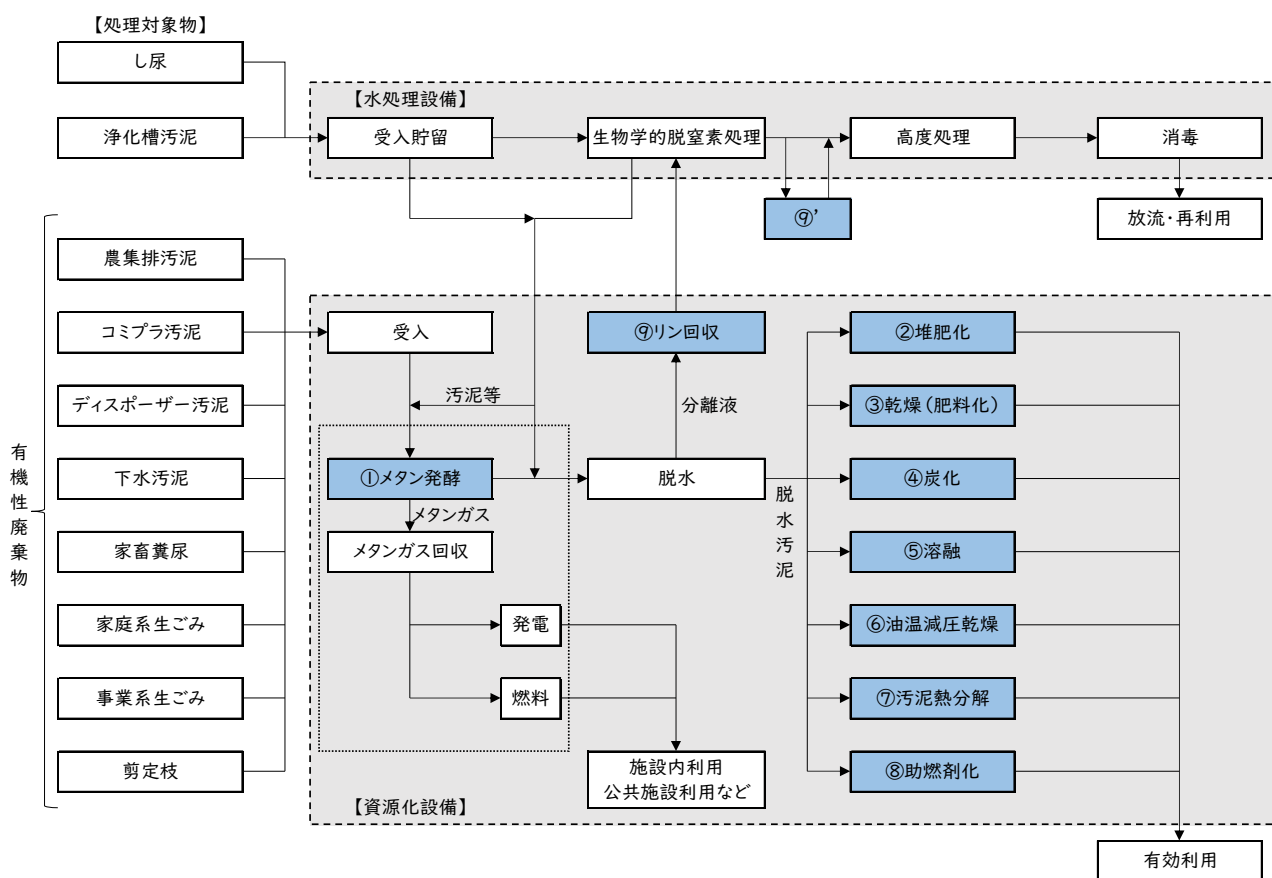 【処理対象物】
し尿
浄化槽汚泥
【水処理設備】
受入貯留
生物学的脱窒素処理
高度処理
消毒
⑨’
放流・再利用
有機性廃棄物
農集排汚泥
コミプラ汚泥
ディスポーザー汚泥
下水汚泥
家畜糞尿
家庭系生ごみ
事業系生ごみ
剪定枝
受入
汚泥等
①メタン発酵
メタンガス
メタンガス回収
発電
燃料
⑨リン回収
分離液
脱水
施設内利用
公共施設利用など
脱水汚泥
②堆肥化
③乾燥（肥料化）
④炭化
⑤溶融
⑥油温減圧乾燥
⑦汚泥熱分解
⑧助燃剤化
【資源化設備】
有効利用